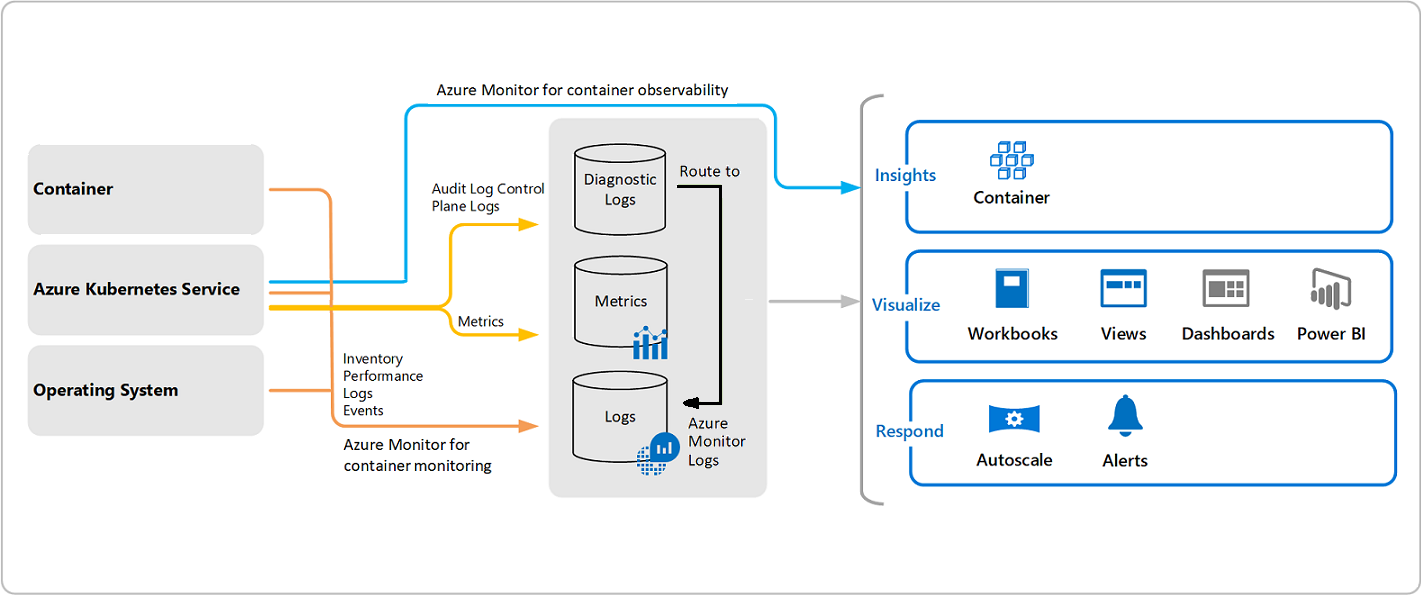 Azure Monitor for container observability
Container
Azure Kubernetes Service
Operating System
Audit Log Control
Plane Logs
Metrics
Inventory
Performance
Logs
Events
Azure Monitor for
container monitoring
Diagnostic
Logs
Route to
Metrics
Logs
Azure
Monitor
Logs
Insights
Container
Visualize
Workbooks
Views
Dashboards
Power BI
Respond
Autoscale
Alerts